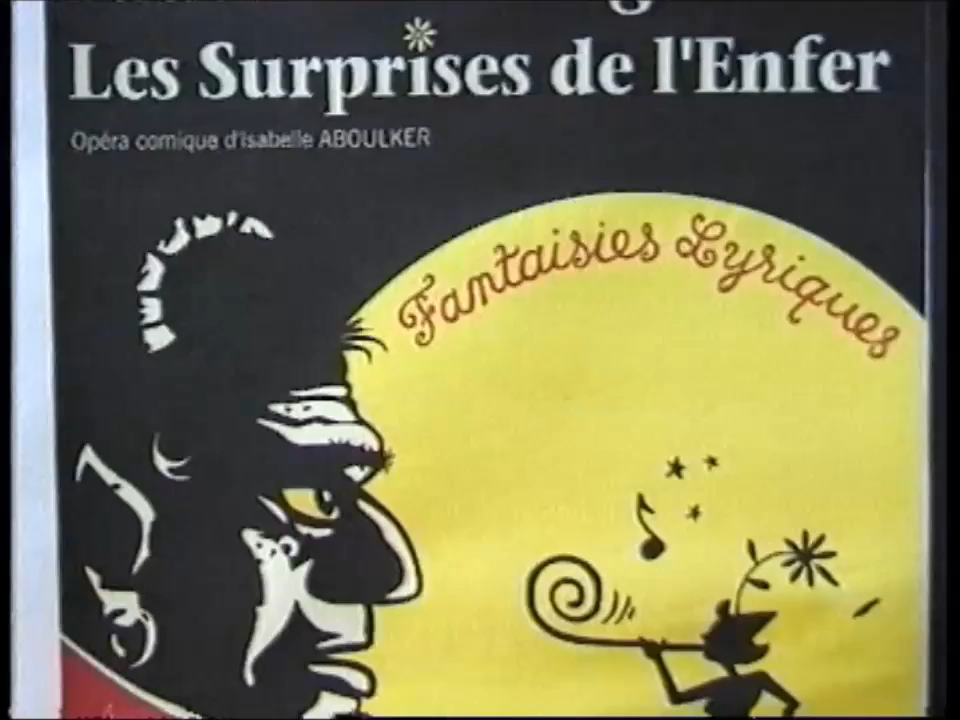 Les Surprises de l'Enfer
Opéra comique d'Isabelle ABOULKER
Fantaisies Lyriques